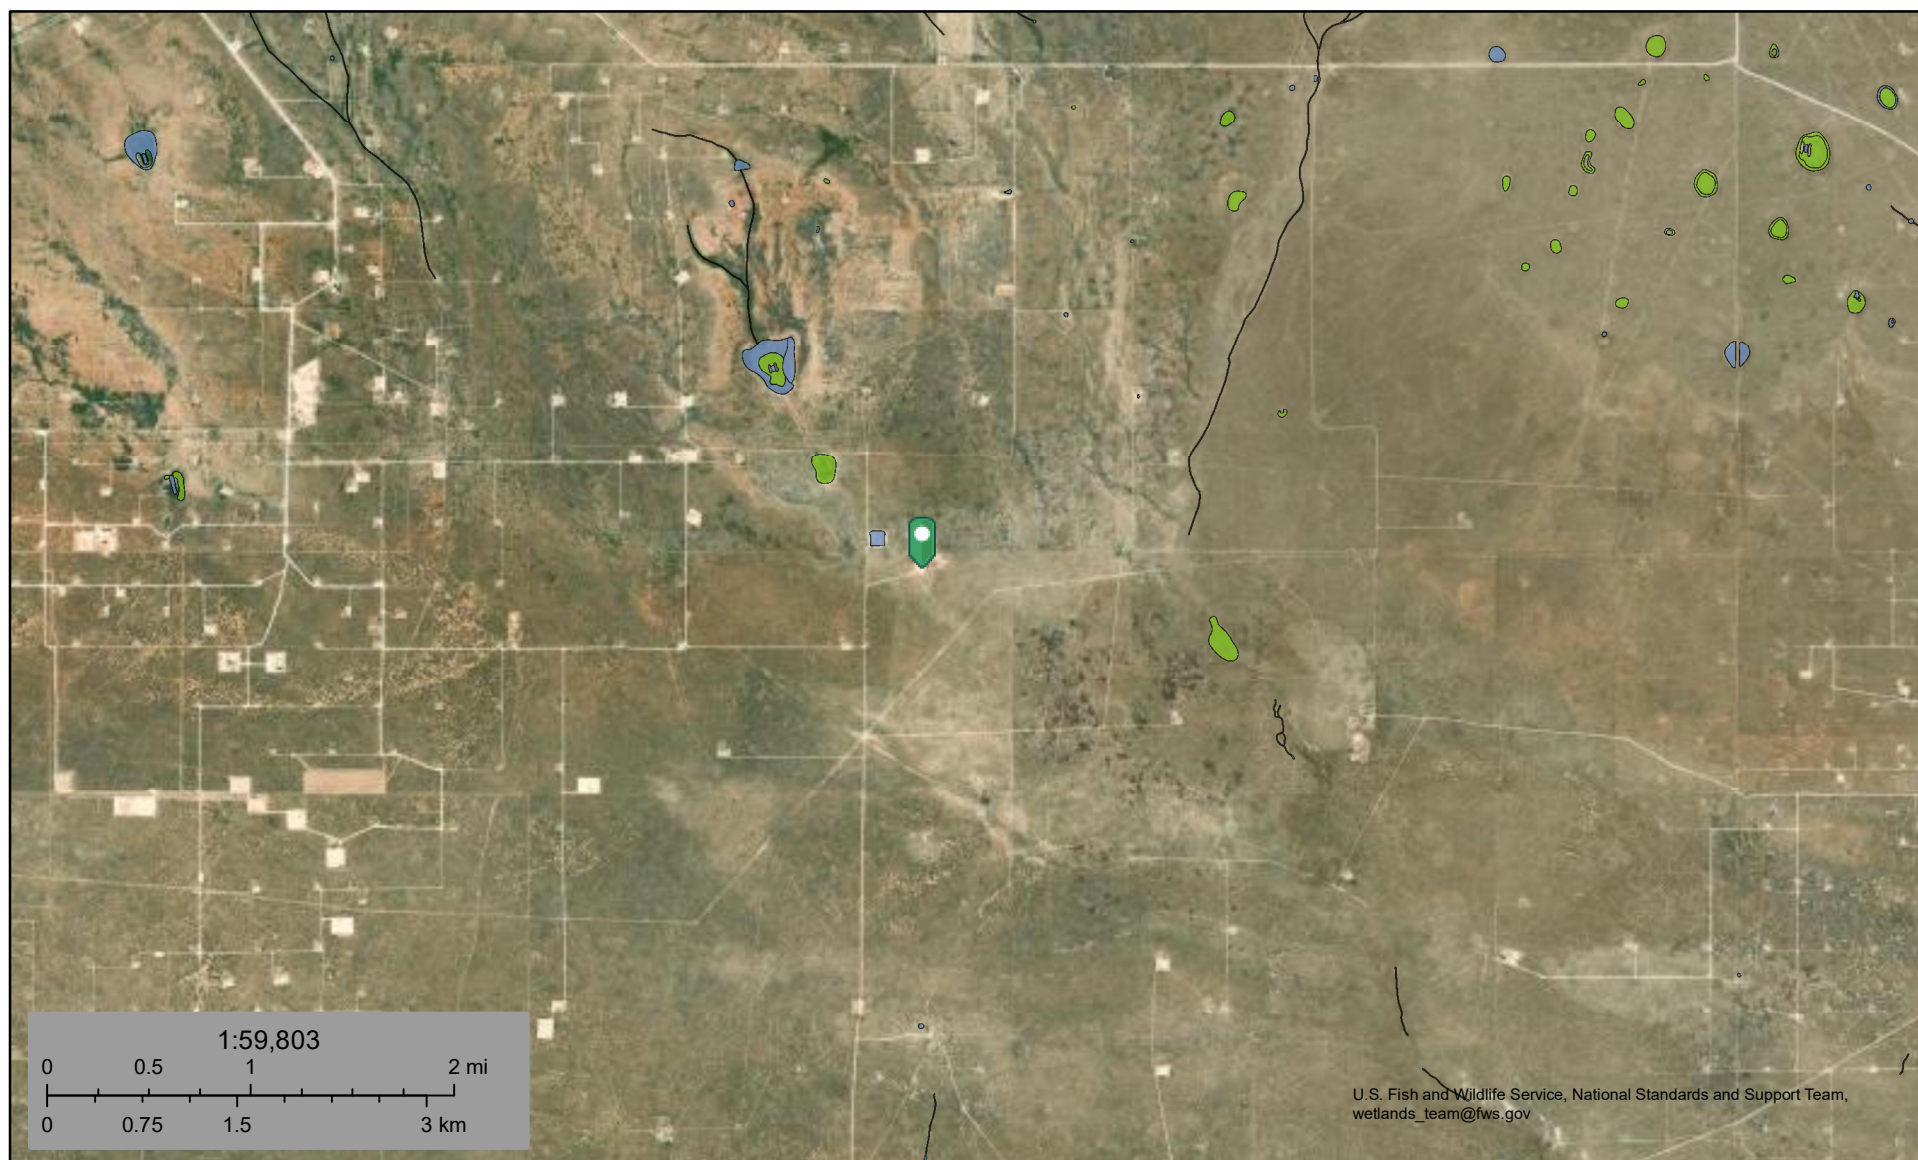 1:59,803
0 0.5 1 2 mi
0 0.75 1.5 3 km
U.S. Fish and Wildlife Service, National Standards and Support Team,
wetlands_team@fws.gov